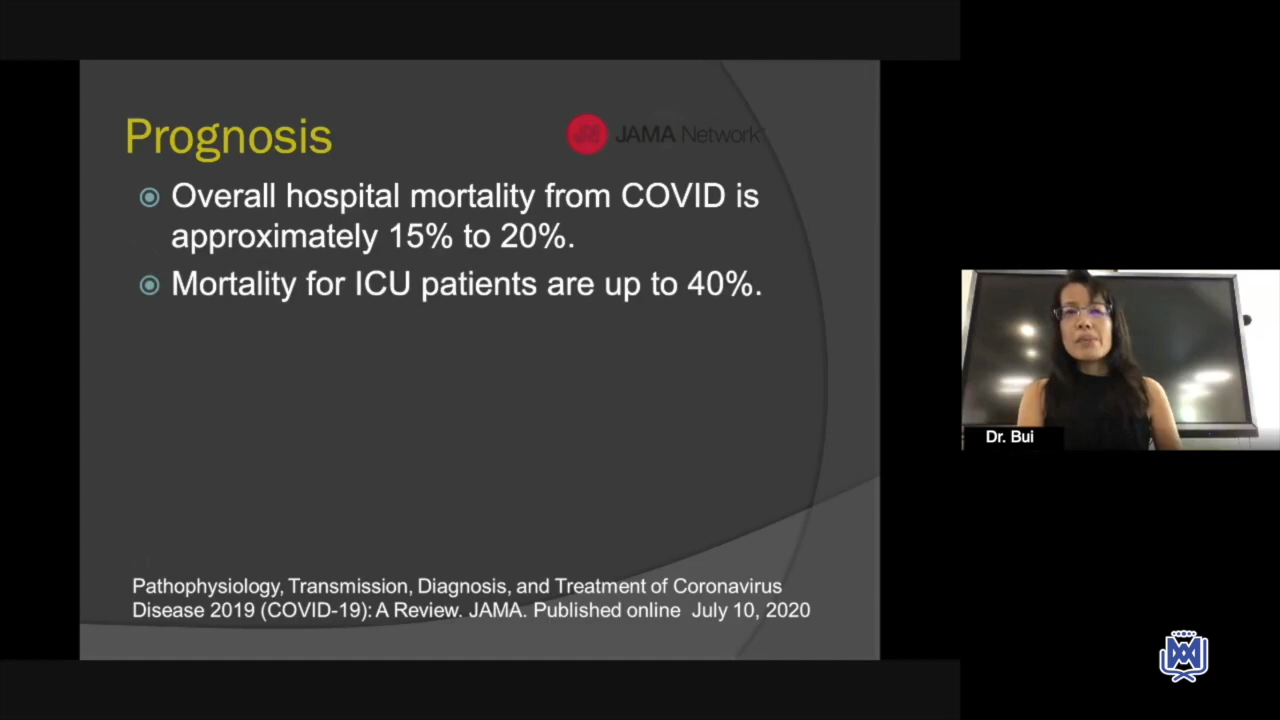 Prognosis
JAMA Network
Overall hospital mortality from COVID is
approximately 15% to 20%.
Mortality for ICU patients are up to 40%.
Pathophysiology, Transmission, Diagnosis, and Treatment of Coronavirus
Disease 2019 (COVID-19): A Review. JAMA. Published online July 10, 2020
Dr. Bui